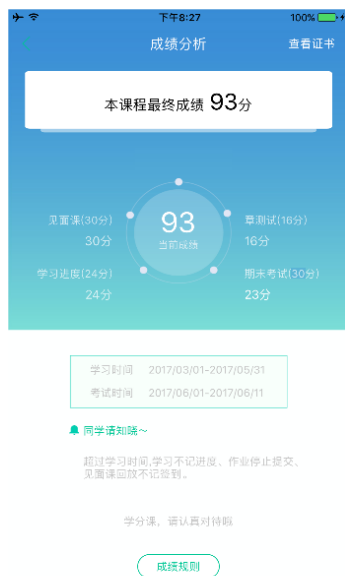 下午8:27
100%
成绩分析
查看证书
本课程最终成绩 93分
93
当前成绩
见面课(30分)
30分
章测试(16分)
16分
学习进度(24分)
24分
期末考试(30分)
23分
学习时间 2017/03/01-2017/05/31
考试时间 2017/06/01-2017/06/11
同学请知晓~
超过学习时间,学习不记进度、作业停止提交、
见面课回放不记签到。
学分课，请认真对待哦
成绩规则